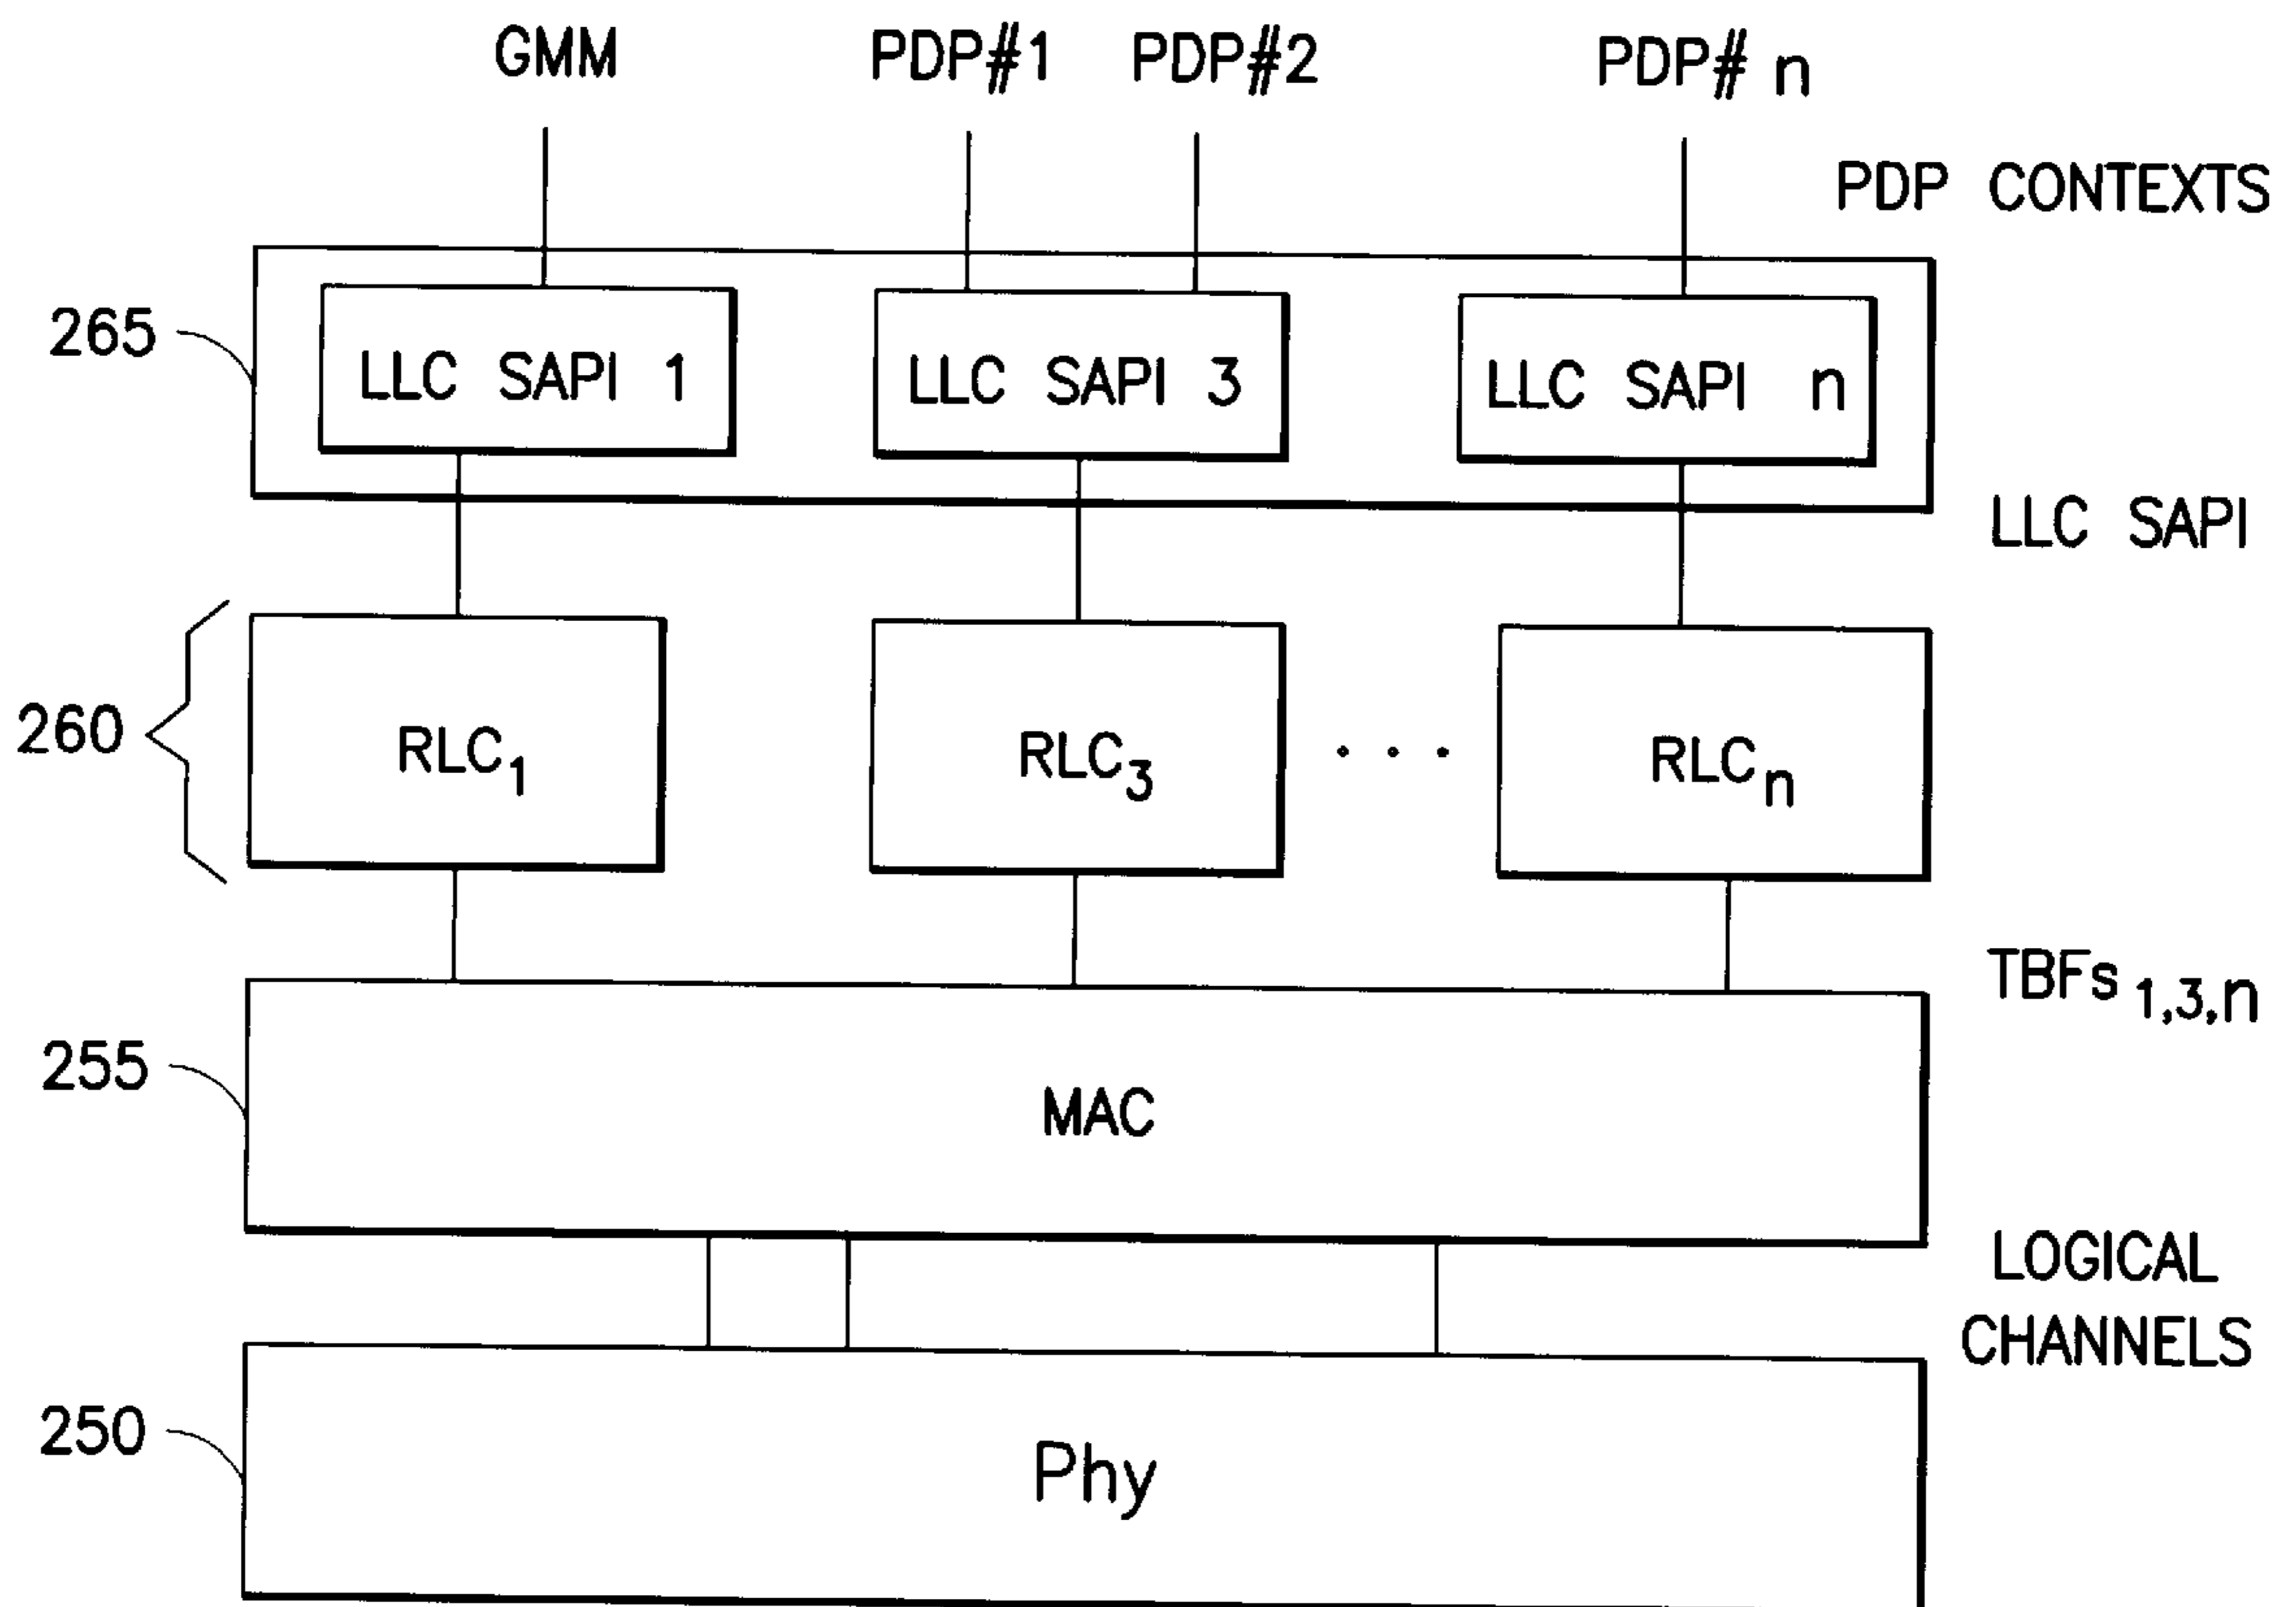 GMM PDP#1 PDP#2 PDP# n
PDP CONTEXTS
265
LLC SAPI 1 LLC SAPI 3 LLC SAPI n
LLC SAPI
260
RLC1 RLC3 . . . RLCn
TBFs 1,3,n
255
MAC
LOGICAL
CHANNELS
250
Phy